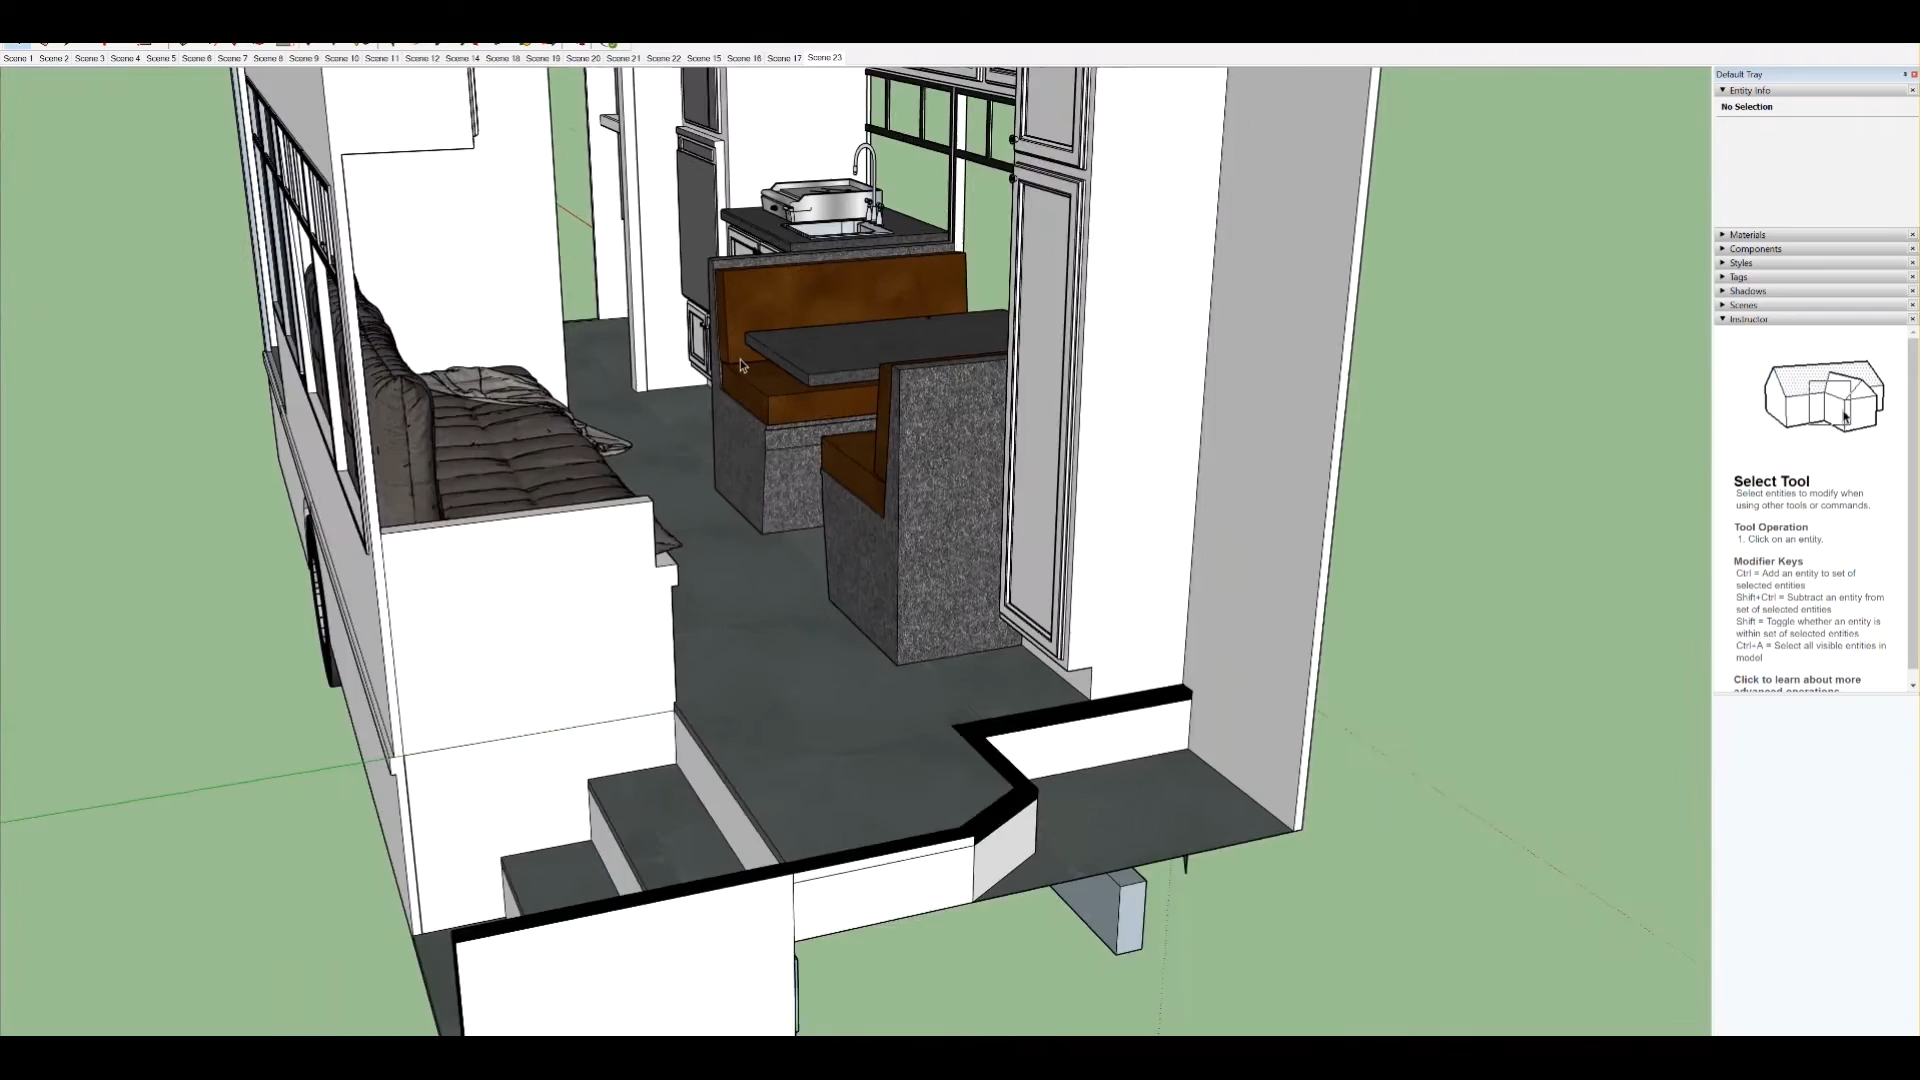 Scene 1 Scene 2 Scene 3 Scene 4 Scene 5 Scene 6 Scene 7 Scene 8 Scene 9 Scene 10 Scene 11 Scene 12 Scene 14 Scene 18 Scene 19 Scene 20 Scene 21 Scene 22 Scene 15 Scene 16 Scene 17 Scene 23
Default Tray
Entity Info
No Selection
Materials
Components
Styles
Tags
Shadows
Scenes
Instructor
Select Tool
Select entities to modify when
using other tools or commands.
Tool Operation
1. Click on an entity.
Modifier Keys
Ctrl = Add an entity to set of
selected entities
Shift+Ctrl = Subtract an entity from
set of selected entities
Shift = Toggle whether an entity is
within set of selected entities
Ctrl+A = Select all visible entities in
model
Click to learn about more
advanced operations